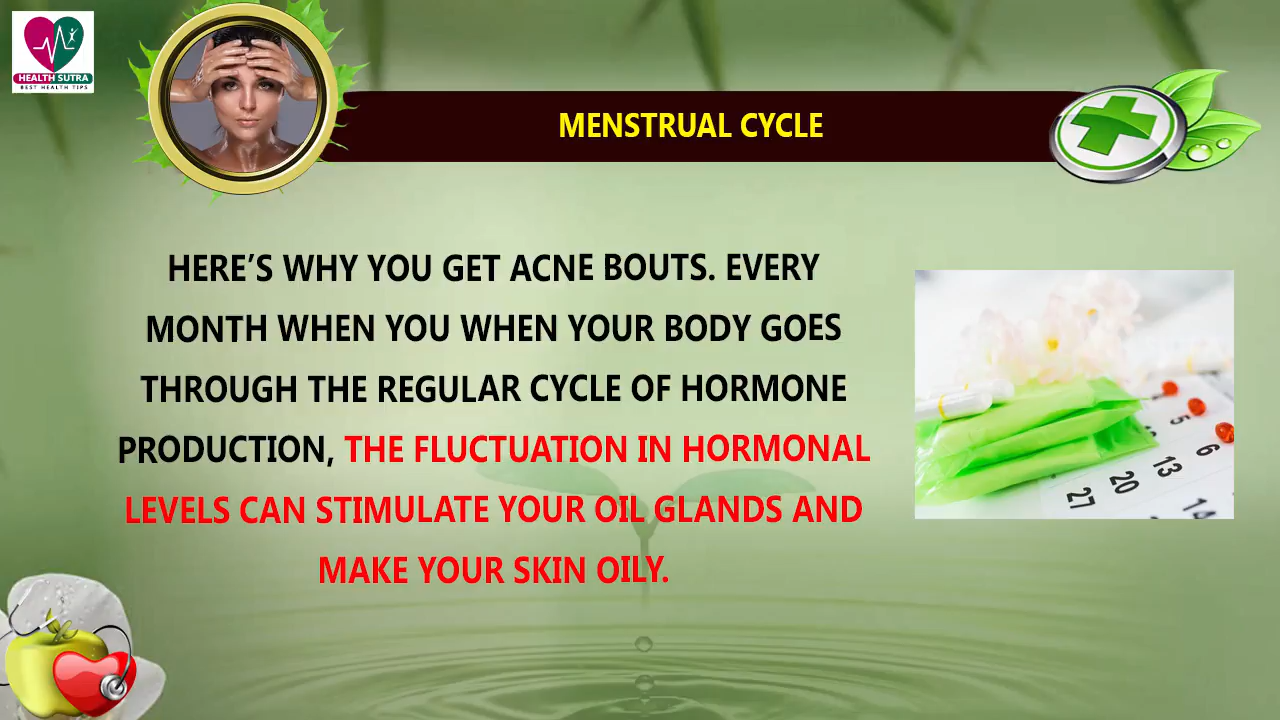 HEALTH SUTRA
BEST HEALTH TIPS
MENSTRUAL CYCLE
HERE'S WHY YOU GET ACNE BOUTS. EVERY
MONTH WHEN YOU WHEN YOUR BODY GOES
THROUGH THE REGULAR CYCLE OF HORMONE
PRODUCTION, THE FLUCTUATION IN HORMONAL
LEVELS CAN STIMULATE YOUR OIL GLANDS AND
MAKE YOUR SKIN OILY.
5
6
13
20
27
14